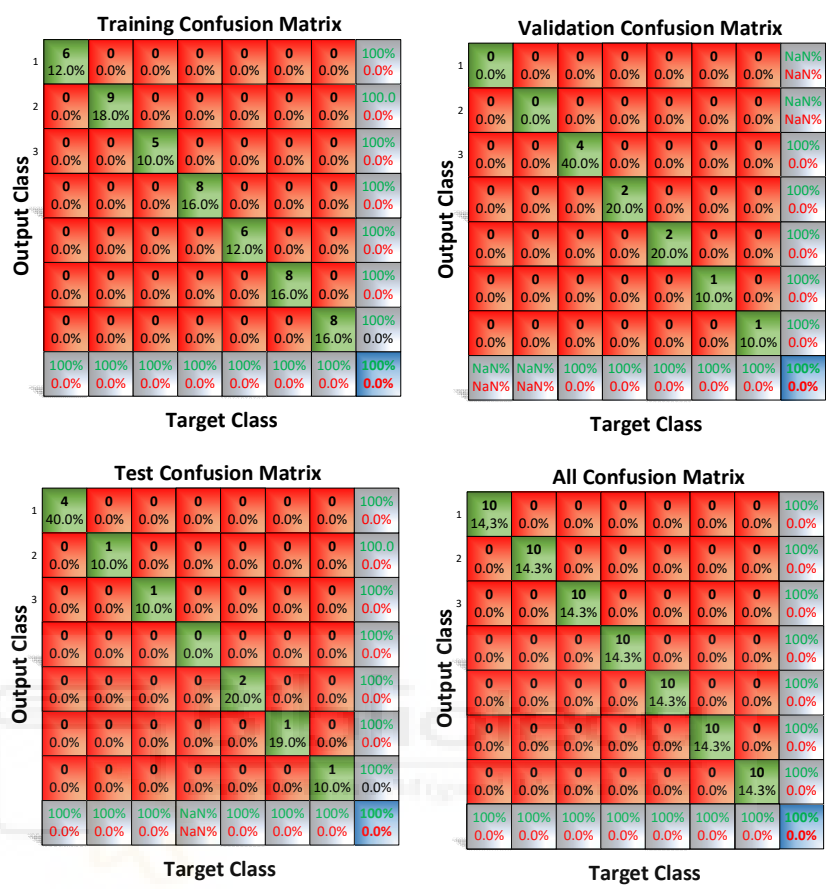 Training Confusion Matrix
Output Class
1 6 0 0 0 0 0 0 100%
12.0% 0.0% 0.0% 0.0% 0.0% 0.0% 0.0% 0.0%
2 0 9 0 0 0 0 0 100.0
0.0% 18.0% 0.0% 0.0% 0.0% 0.0% 0.0% 0.0%
3 0 0 5 0 0 0 0 100%
0.0% 0.0% 10.0% 0.0% 0.0% 0.0% 0.0% 0.0%
0 0 0 8 0 0 0 100%
0.0% 0.0% 0.0% 16.0% 0.0% 0.0% 0.0% 0.0%
0 0 0 0 6 0 0 100%
0.0% 0.0% 0.0% 0.0% 12.0% 0.0% 0.0% 0.0%
0 0 0 0 0 8 0 100%
0.0% 0.0% 0.0% 0.0% 0.0% 16.0% 0.0% 0.0%
0 0 0 0 0 0 8 100%
0.0% 0.0% 0.0% 0.0% 0.0% 0.0% 16.0% 0.0%
100% 100% 100% 100% 100% 100% 100% 100%
0.0% 0.0% 0.0% 0.0% 0.0% 0.0% 0.0% 0.0%
Target Class
Validation Confusion Matrix
Output Class
1 0 0 0 0 0 0 0 NaN%
0.0% 0.0% 0.0% 0.0% 0.0% 0.0% 0.0% NaN%
2 0 0 0 0 0 0 0 NaN%
0.0% 0.0% 0.0% 0.0% 0.0% 0.0% 0.0% NaN%
3 0 0 4 0 0 0 0 100%
0.0% 0.0% 40.0% 0.0% 0.0% 0.0% 0.0% 0.0%
0 0 0 2 0 0 0 100%
0.0% 0.0% 0.0% 20.0% 0.0% 0.0% 0.0% 0.0%
0 0 0 0 2 0 0 100%
0.0% 0.0% 0.0% 0.0% 20.0% 0.0% 0.0% 0.0%
0 0 0 0 0 1 0 100%
0.0% 0.0% 0.0% 0.0% 0.0% 10.0% 0.0% 0.0%
0 0 0 0 0 0 1 100%
0.0% 0.0% 0.0% 0.0% 0.0% 0.0% 10.0% 0.0%
NaN% NaN% 100% 100% 100% 100% 100% 100%
NaN% NaN% 0.0% 0.0% 0.0% 0.0% 0.0% 0.0%
Target Class
Test Confusion Matrix
Output Class
1 4 0 0 0 0 0 0 100%
40.0% 0.0% 0.0% 0.0% 0.0% 0.0% 0.0% 0.0%
2 0 1 0 0 0 0 0 100.0
0.0% 10.0% 0.0% 0.0% 0.0% 0.0% 0.0% 0.0%
3 0 0 1 0 0 0 0 100%
0.0% 0.0% 10.0% 0.0% 0.0% 0.0% 0.0% 0.0%
0 0 0 0 0 0 0 100%
0.0% 0.0% 0.0% 0.0% 0.0% 0.0% 0.0% 0.0%
0 0 0 0 2 0 0 100%
0.0% 0.0% 0.0% 0.0% 20.0% 0.0% 0.0% 0.0%
0 0 0 0 0 1 0 100%
0.0% 0.0% 0.0% 0.0% 0.0% 19.0% 0.0% 0.0%
0 0 0 0 0 0 1 100%
0.0% 0.0% 0.0% 0.0% 0.0% 0.0% 10.0% 0.0%
100% 100% 100% NaN% 100% 100% 100% 100%
0.0% 0.0% 0.0% NaN% 0.0% 0.0% 0.0% 0.0%
Target Class
All Confusion Matrix
Output Class
1 10 0 0 0 0 0 0 100%
14,3% 0.0% 0.0% 0.0% 0.0% 0.0% 0.0% 0.0%
2 0 10 0 0 0 0 0 100%
0.0% 14.3% 0.0% 0.0% 0.0% 0.0% 0.0% 0.0%
3 0 0 10 0 0 0 0 100%
0.0% 0.0% 14.3% 0.0% 0.0% 0.0% 0.0% 0.0%
0 0 0 10 0 0 0 100%
0.0% 0.0% 0.0% 14.3% 0.0% 0.0% 0.0% 0.0%
0 0 0 0 10 0 0 100%
0.0% 0.0% 0.0% 0.0% 14.3% 0.0% 0.0% 0.0%
0 0 0 0 0 10 0 100%
0.0% 0.0% 0.0% 0.0% 0.0% 14.3% 0.0% 0.0%
0 0 0 0 0 0 10 100%
0.0% 0.0% 0.0% 0.0% 0.0% 0.0% 14.3% 0.0%
100% 100% 100% 100% 100% 100% 100% 100%
0.0% 0.0% 0.0% 0.0% 0.0% 0.0% 0.0% 0.0%
Target Class